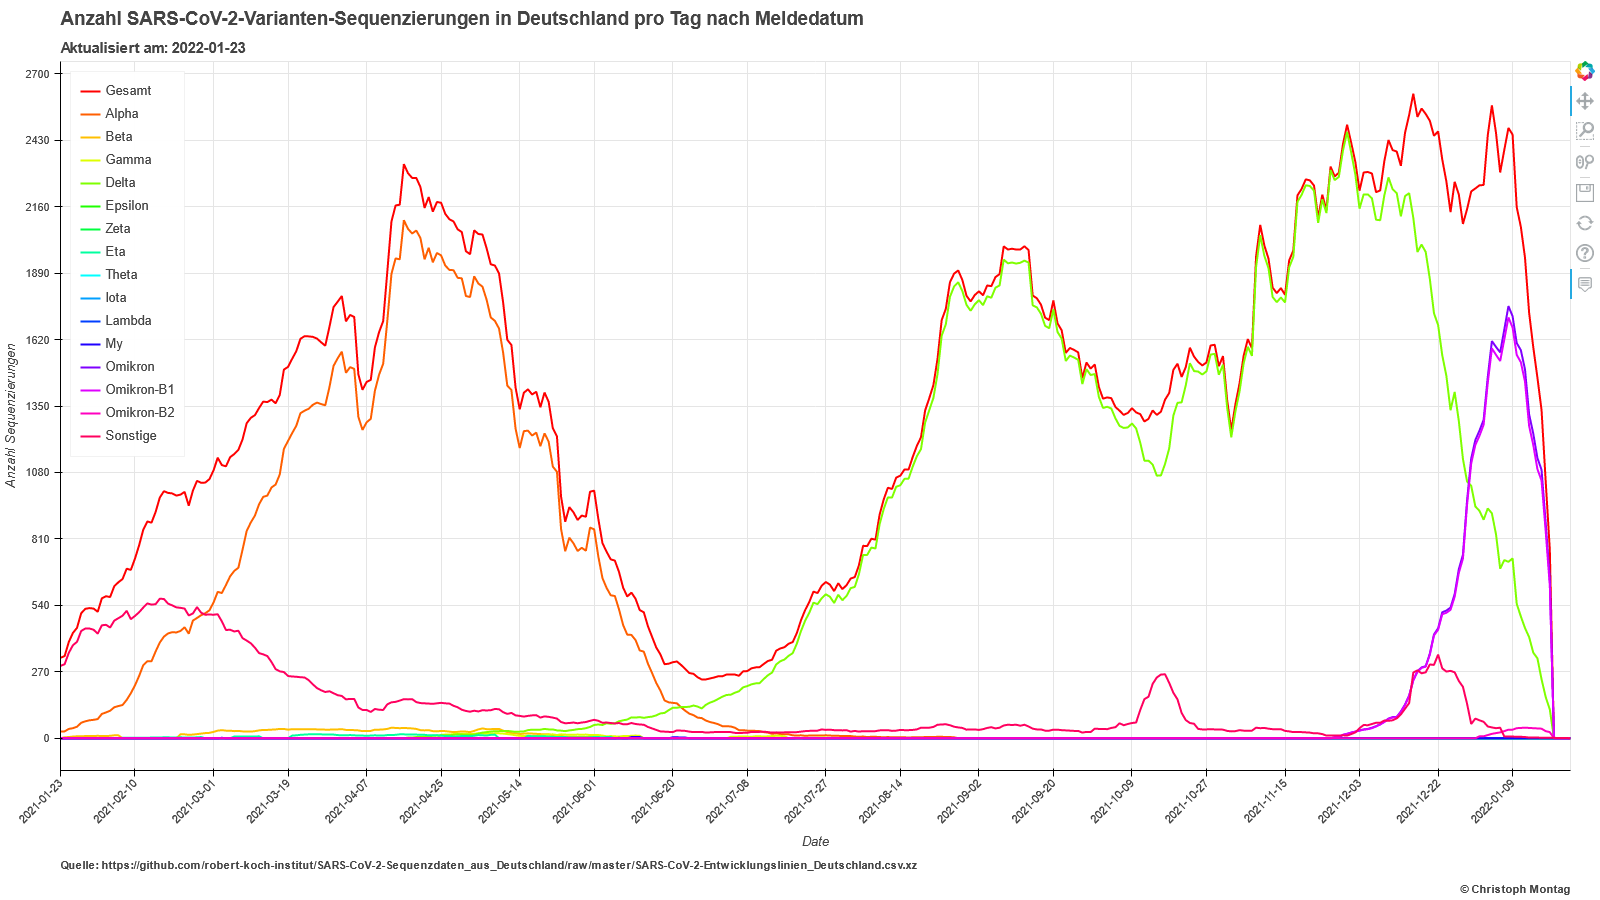 Anzahl SARS-CoV-2-Varianten-Sequenzierungen in Deutschland pro Tag nach Meldedatum
Aktualisiert am: 2022-01-23
2700
2430
2160
1890
1620
1350
1080
810
540
270
0
Anzahl Sequenzierungen
Gesamt
Alpha
Beta
Gamma
Delta
Epsilon
Zeta
Eta
Theta
Iota
Lambda
My
Omikron
Omikron-B1
Omikron-B2
Sonstige
2021-01-23
2021-02-10
2021-03-01
2021-03-19
2021-04-07
2021-04-25
2021-05-14
2021-06-01
2021-06-20
2021-07-08
2021-07-27
2021-08-14
2021-09-02
2021-09-20
2021-10-09
2021-10-27
2021-11-15
2021-12-03
2021-12-22
2022-01-09
Date
Quelle: https://github.com/robert-koch-institut/SARS-CoV-2-Sequenzdaten_aus_Deutschland/raw/master/SARS-CoV-2-Entwicklungslinien_Deutschland.csv.xz
© Christoph Montag